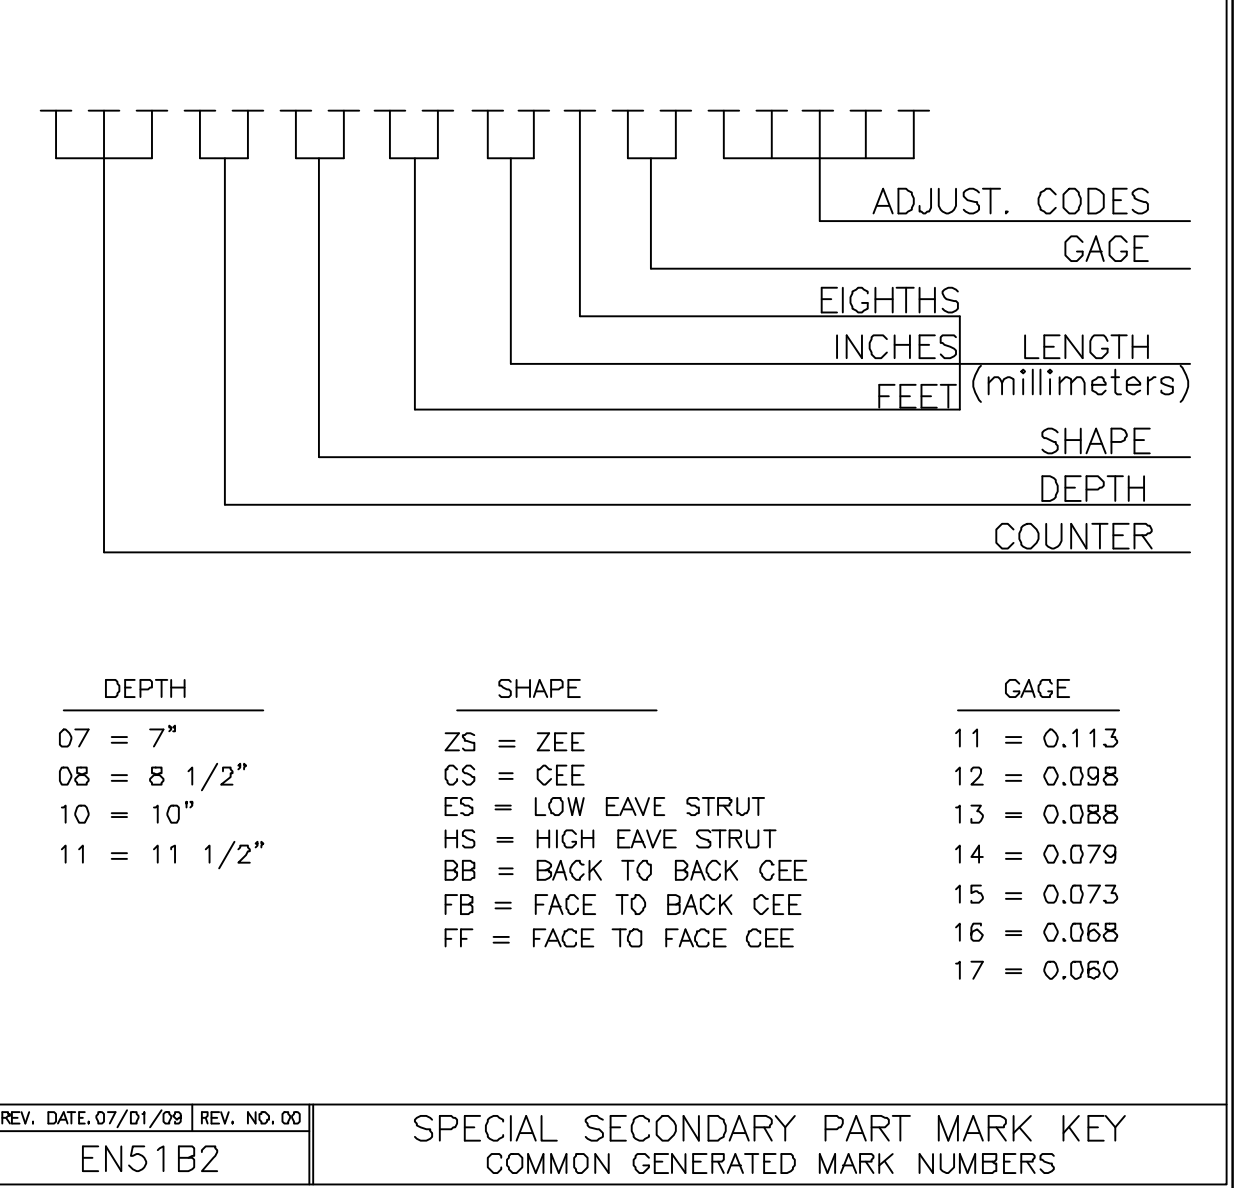 ADJUST. CODES
GAGE
EIGHTHS
INCHES LENGTH
(millimeters)
FEET
SHAPE
DEPTH
COUNTER
DEPTH
07 = 7"
08 = 8 1/2"
10 = 10"
11 = 11 1/2"
SHAPE
ZS = ZEE
CS = CEE
ES = LOW EAVE STRUT
HS = HIGH EAVE STRUT
BB = BACK TO BACK CEE
FB = FACE TO BACK CEE
FF = FACE TO FACE CEE
GAGE
11 = 0.113
12 = 0.098
13 = 0.088
14 = 0.079
15 = 0.073
16 = 0.068
17 = 0.060
REV. DATE. 07/01/09 REV. NO. 00
EN51B2
SPECIAL SECONDARY PART MARK KEY
COMMON GENERATED MARK NUMBERS